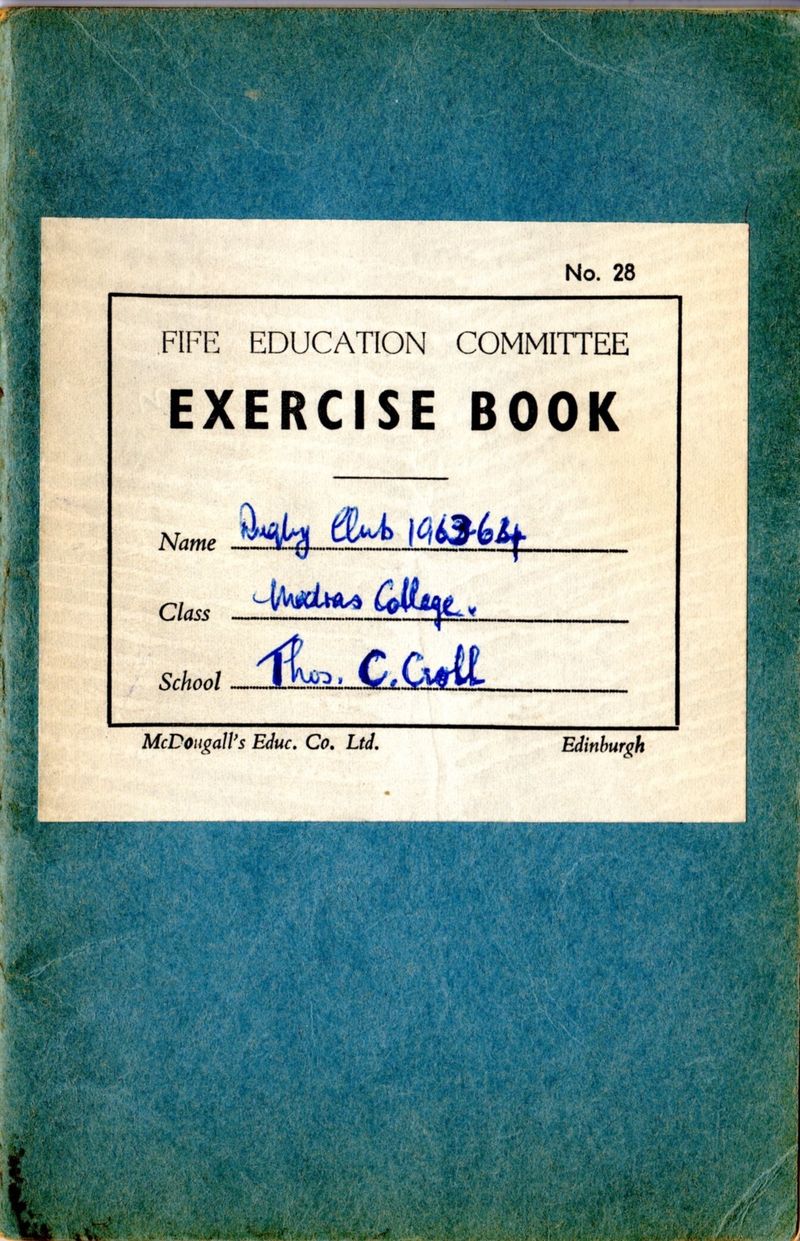 No. 28
FIFE EDUCATION COMMITTEE
EXERCISE BOOK
Name Rugby Club 1963-64
Class Madras College.
School Thos. C. Croll
McDougall's Educ. Co. Ltd. Edinburgh